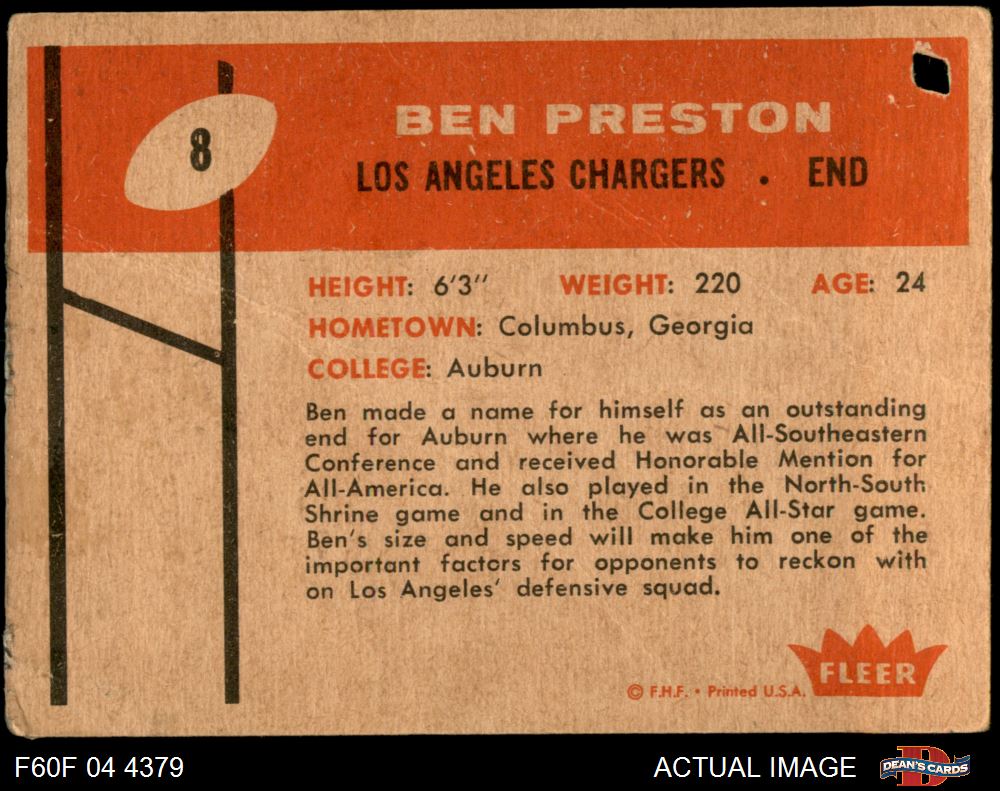 8
BEN PRESTON
LOS ANGELES CHARGERS . END
HEIGHT: 6'3" WEIGHT: 220 AGE: 24
HOMETOWN: Columbus, Georgia
COLLEGE: Auburn
Ben made a name for himself as an outstanding
end for Auburn where he was All-Southeastern
Conference and received Honorable Mention for
All-America. He also played in the North-South
Shrine game and in the College All-Star game.
Ben's size and speed will make him one of the
important factors for opponents to reckon with
on Los Angeles' defensive squad.
FLEER
© F.H.F. • Printed U.S.A.
F60F 04 4379
ACTUAL IMAGE
D
DEAN'S CARDS